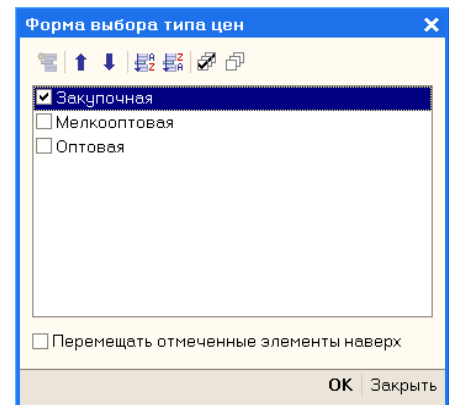 Форма выбора типа цен
Закупочная
Мелкооптовая
Оптовая
Перемещать отмеченные элементы наверх
OK Закрыть